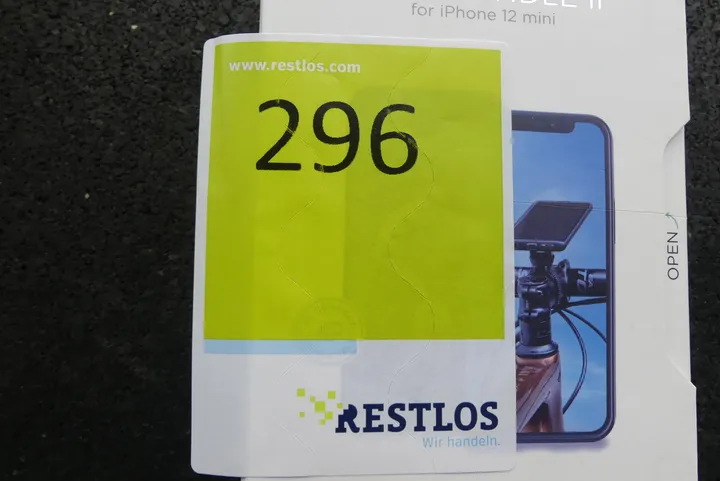 for iPhone 12 mini
www.restlos.com
296
OPEN
RESTLOS
Wir handeln.